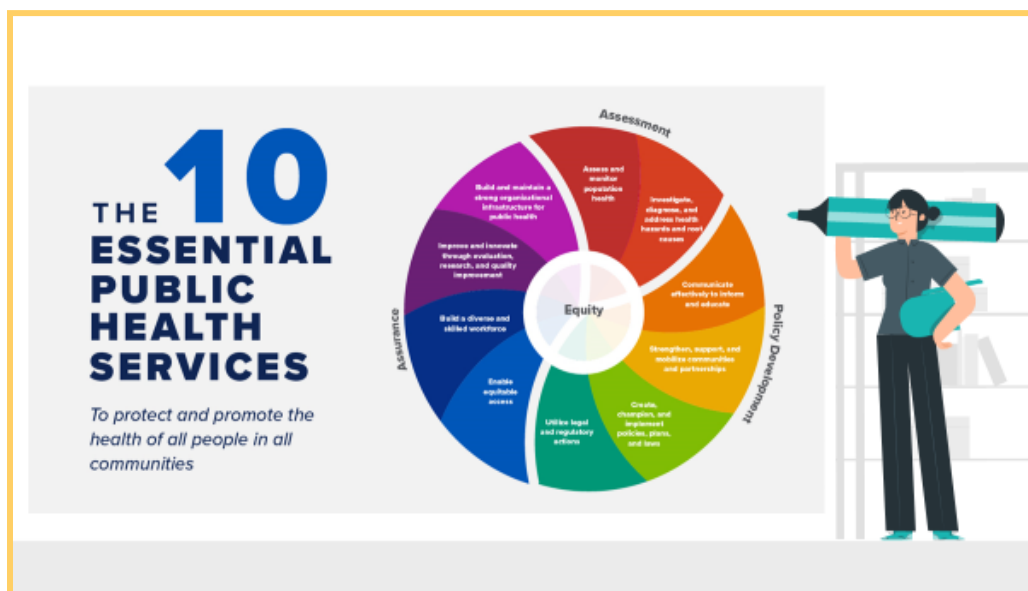 THE 10
ESSENTIAL
PUBLIC
HEALTH
SERVICES
To protect and promote the
health of all people in all
communities
Assessment
Assess and
monitor
population
health
Investigate,
diagnose, and
address health
hazards and root
causes
Policy Development
Communicate
effectively to inform
and educate
Strengthen, support, and
mobilize communities
and partnerships
Create,
champion, and
implement
policies, plans,
and laws
Utilize legal
and regulatory
actions
Assurance
Enable
equitable
access
Build a diverse and
skilled workforce
Improve and innovate
through evaluation,
research, and quality
improvement
Build and maintain a
strong organizational
infrastructure for
public health
Equity